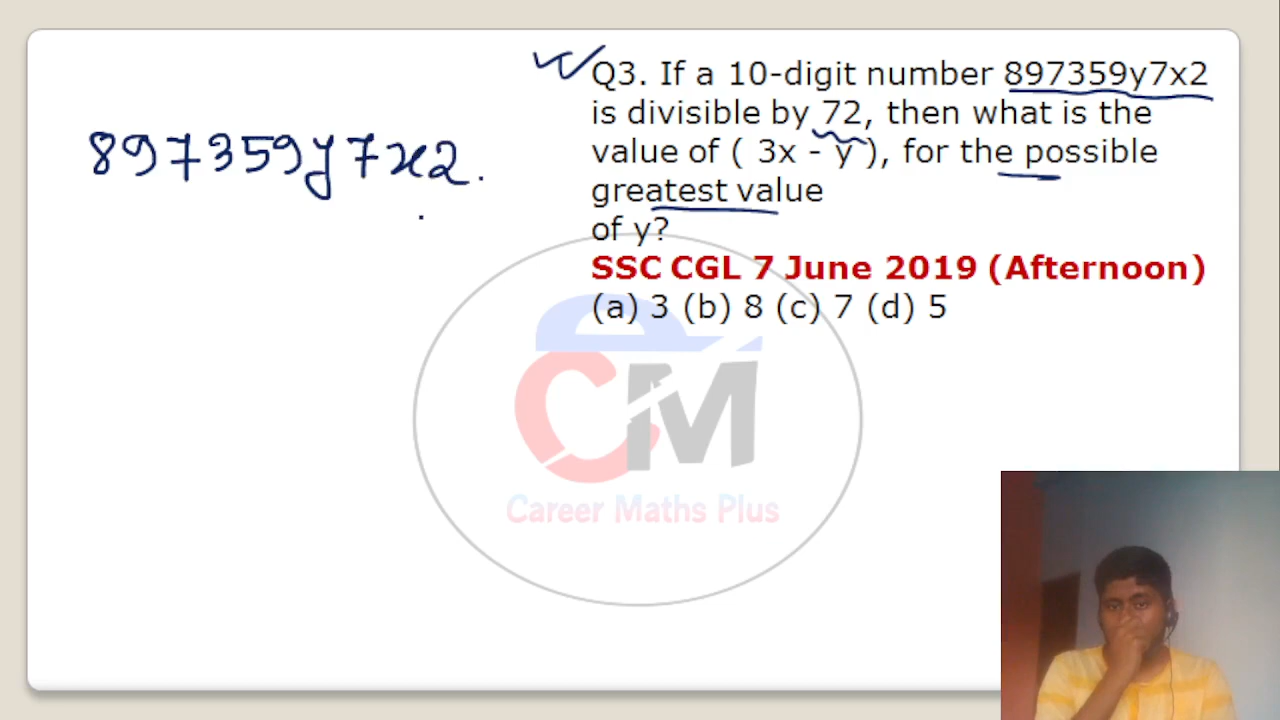 Q3. If a 10-digit number 897359y7x2
is divisible by 72, then what is the
value of ( 3x - y ), for the possible
greatest value
of y?
SSC CGL 7 June 2019 (Afternoon)
(a) 3 (b) 8 (c) 7 (d) 5
897359y7x2.
eCM
Career Maths Plus